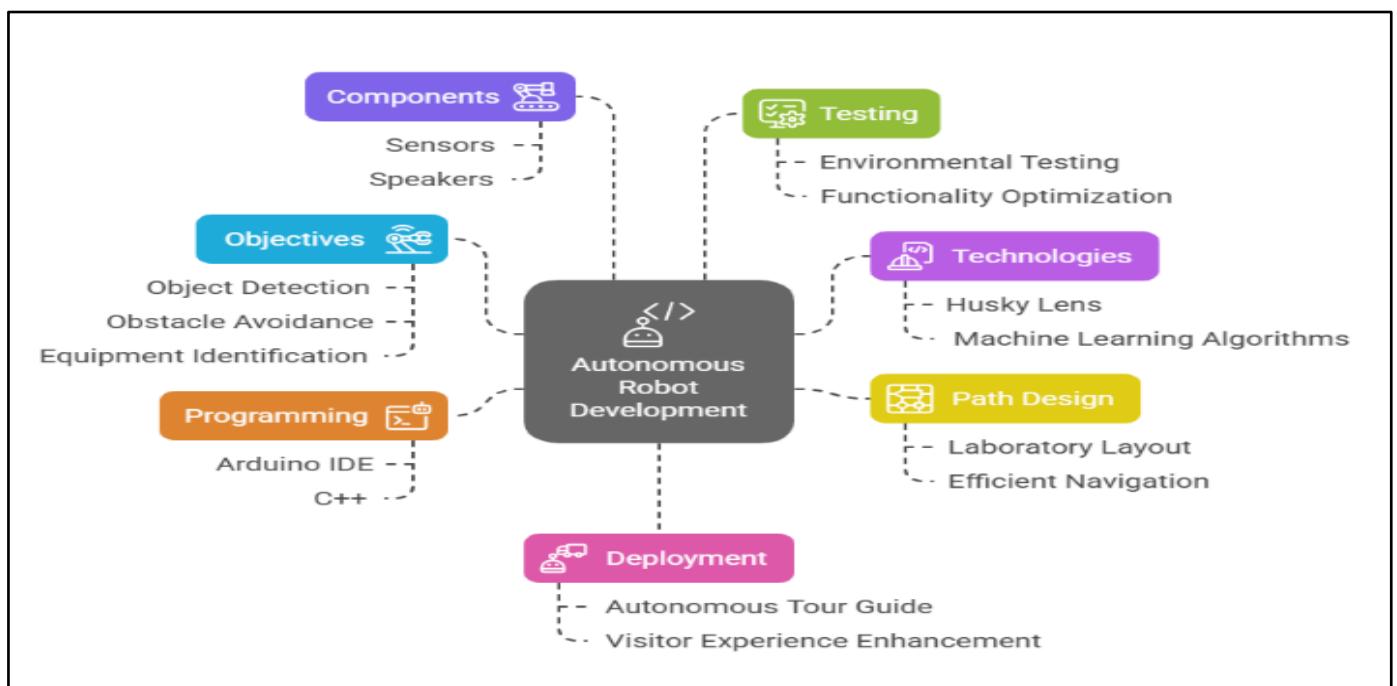 Components
Sensors
Speakers
Testing
Environmental Testing
Functionality Optimization
Objectives
Object Detection
Obstacle Avoidance
Equipment Identification
Technologies
Husky Lens
Machine Learning Algorithms
</>
Autonomous
Robot
Development
Programming
Arduino IDE
C++
Path Design
Laboratory Layout
Efficient Navigation
Deployment
Autonomous Tour Guide
Visitor Experience Enhancement